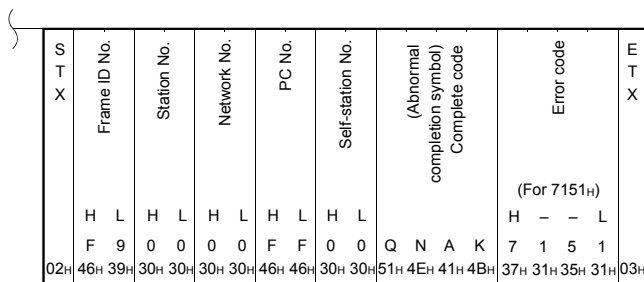 STX
Frame ID No.
Station No.
Network No.
PC No.
Self-station No.
(Abnormal
completion symbol)
Complete code
Error code
ETX
(For 7151H)
H L H L H L H L H L H – – L
F 9 0 0 0 0 F F 0 0 Q N A K 7 1 5 1
02H 46H 39H 30H 30H 30H 30H 46H 46H 30H 30H 51H 4EH 41H 4BH 37H 31H 35H 31H 03H